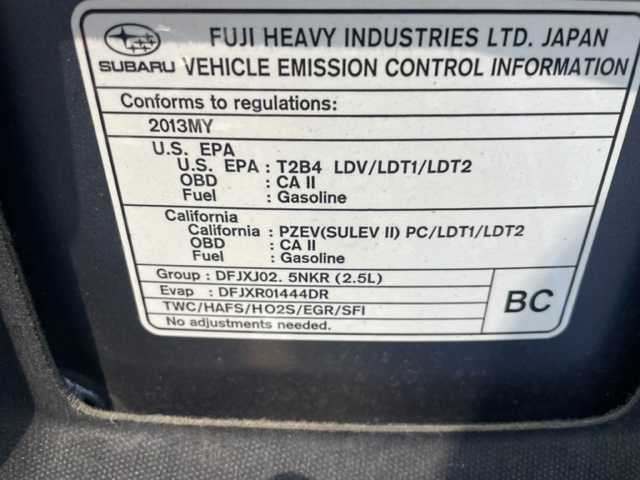 FUJI HEAVY INDUSTRIES LTD. JAPAN
SUBARU VEHICLE EMISSION CONTROL INFORMATION
Conforms to regulations:
2013MY
U.S. EPA
U.S. EPA : T2B4 LDV/LDT1/LDT2
OBD : CA II
Fuel : Gasoline
California
California : PZEV(SULEV II) PC/LDT1/LDT2
OBD : CA II
Fuel : Gasoline
Group : DFJXJ02. 5NKR (2.5L)
Evap : DFJXR01444DR
TWC/HAFS/HO2S/EGR/SFI
No adjustments needed.
BC